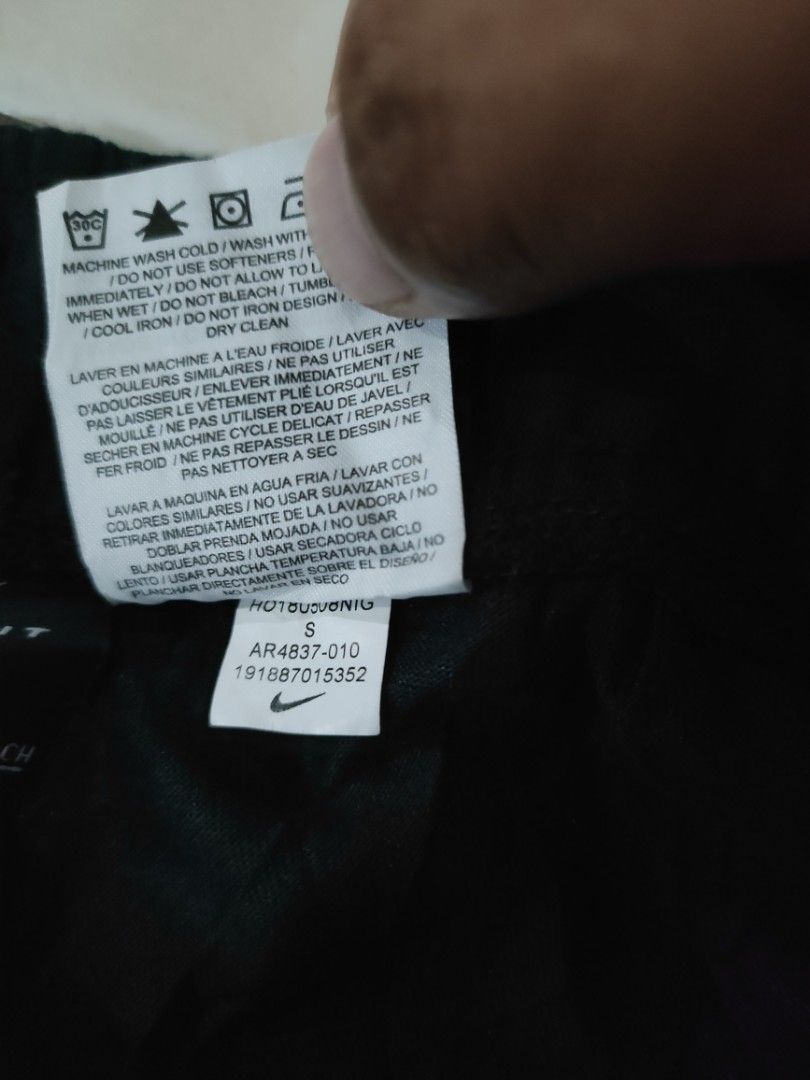 30C
MACHINE WASH COLD / WASH WITH
/ DO NOT USE SOFTENERS /
IMMEDIATELY / DO NOT ALLOW TO
WHEN WET / DO NOT BLEACH /
/ COOL IRON / DO NOT IRON DESIGN /
DRY CLEAN
LAVER EN MACHINE A L'EAU FROIDE / LAVER AVEC
COULEURS SIMILAIRES / NE PAS UTILISER
D'ADOUCISSEUR / ENLEVER IMMEDIATEMENT / NE
PAS LAISSER LE VÊTEMENT PLIÉ LORSQU'IL EST
MOUILLÉ / NE PAS UTILISER D'EAU DE JAVEL /
SECHER EN MACHINE CYCLE DELICAT / REPASSER
FER FROID / NE PAS REPASSER LE DESSIN / NE
PAS NETTOYER A SEC
LAVAR A MAQUINA EN AGUA FRIA / LAVAR CON
COLORES SIMILARES / NO USAR SUAVIZANTES /
RETIRAR INMEDIATAMENTE DE LA LAVADORA / NO
DOBLAR PRENDA MOJADA / NO USAR
BLANQUEADORES / USAR SECADORA CICLO
LENTO / USAR PLANCHA TEMPERATURA BAJA / NO
PLANCHAR DIRECTAMENTE SOBRE EL DISEÑO /
NO LAVAR EN SECO
S
AR4837-010
191887015352